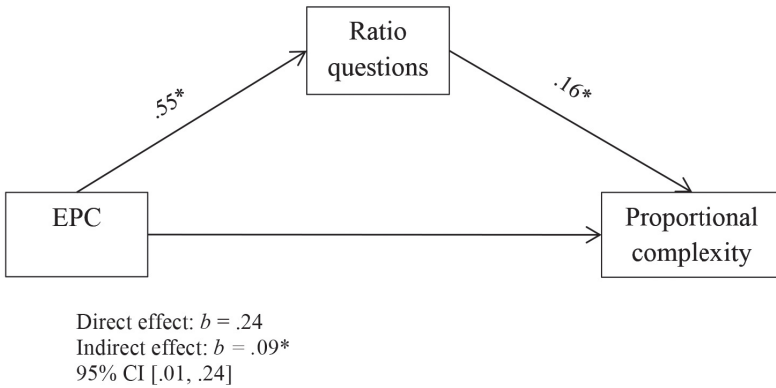 Ratio
questions
.55*
.16*
EPC
Proportional
complexity
Direct effect: b = .24
Indirect effect: b = .09*
95% CI [.01, .24]